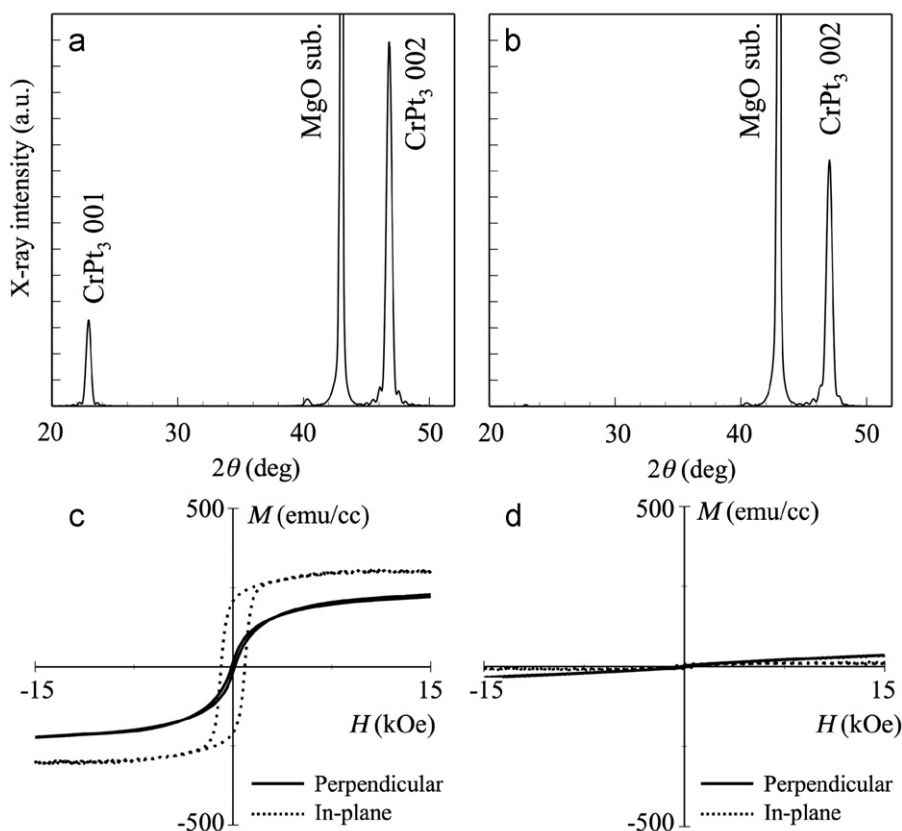 a
X-ray intensity (a.u.)
CrPt₃ 001
MgO sub.
CrPt₃ 002
20 30 40 50
2θ (deg)
b
MgO sub.
CrPt₃ 002
20 30 40 50
2θ (deg)
c
500
M (emu/cc)
-15
15
H (kOe)
Perpendicular
In-plane
-500
d
500
M (emu/cc)
-15
15
H (kOe)
Perpendicular
In-plane
-500